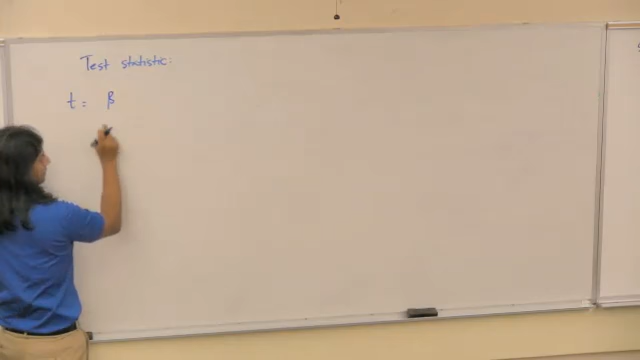 Test statistic:
t = β